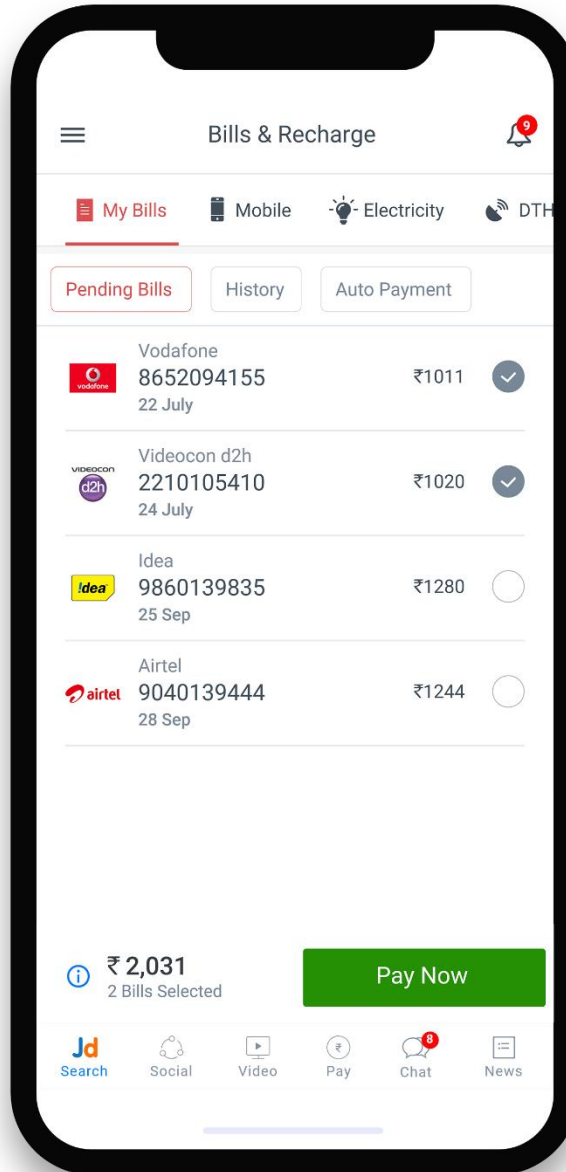 Bills & Recharge
9
My Bills Mobile Electricity DTH
Pending Bills History Auto Payment
Vodafone
vodafone 8652094155 ₹1011
22 July
Videocon d2h
VIDEOCON d2h 2210105410 ₹1020
24 July
Idea
!dea 9860139835 ₹1280
25 Sep
Airtel
airtel 9040139444 ₹1244
28 Sep
₹ 2,031
2 Bills Selected
Pay Now
Jd 8
Search Social Video Pay Chat News